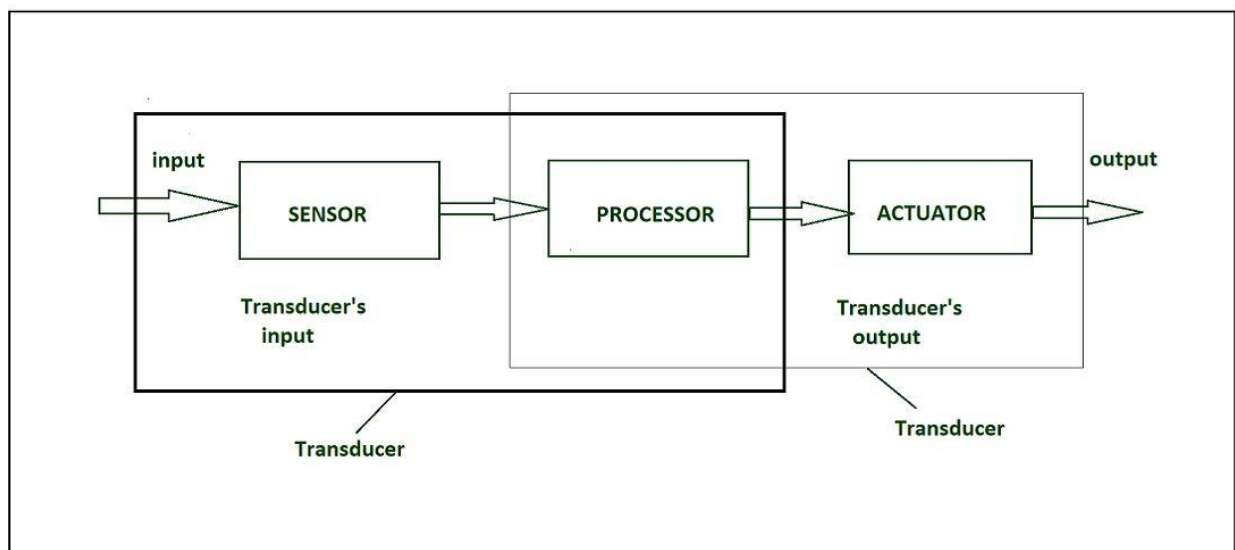 input
output
SENSOR
PROCESSOR
ACTUATOR
Transducer's
input
Transducer's
output
Transducer
Transducer